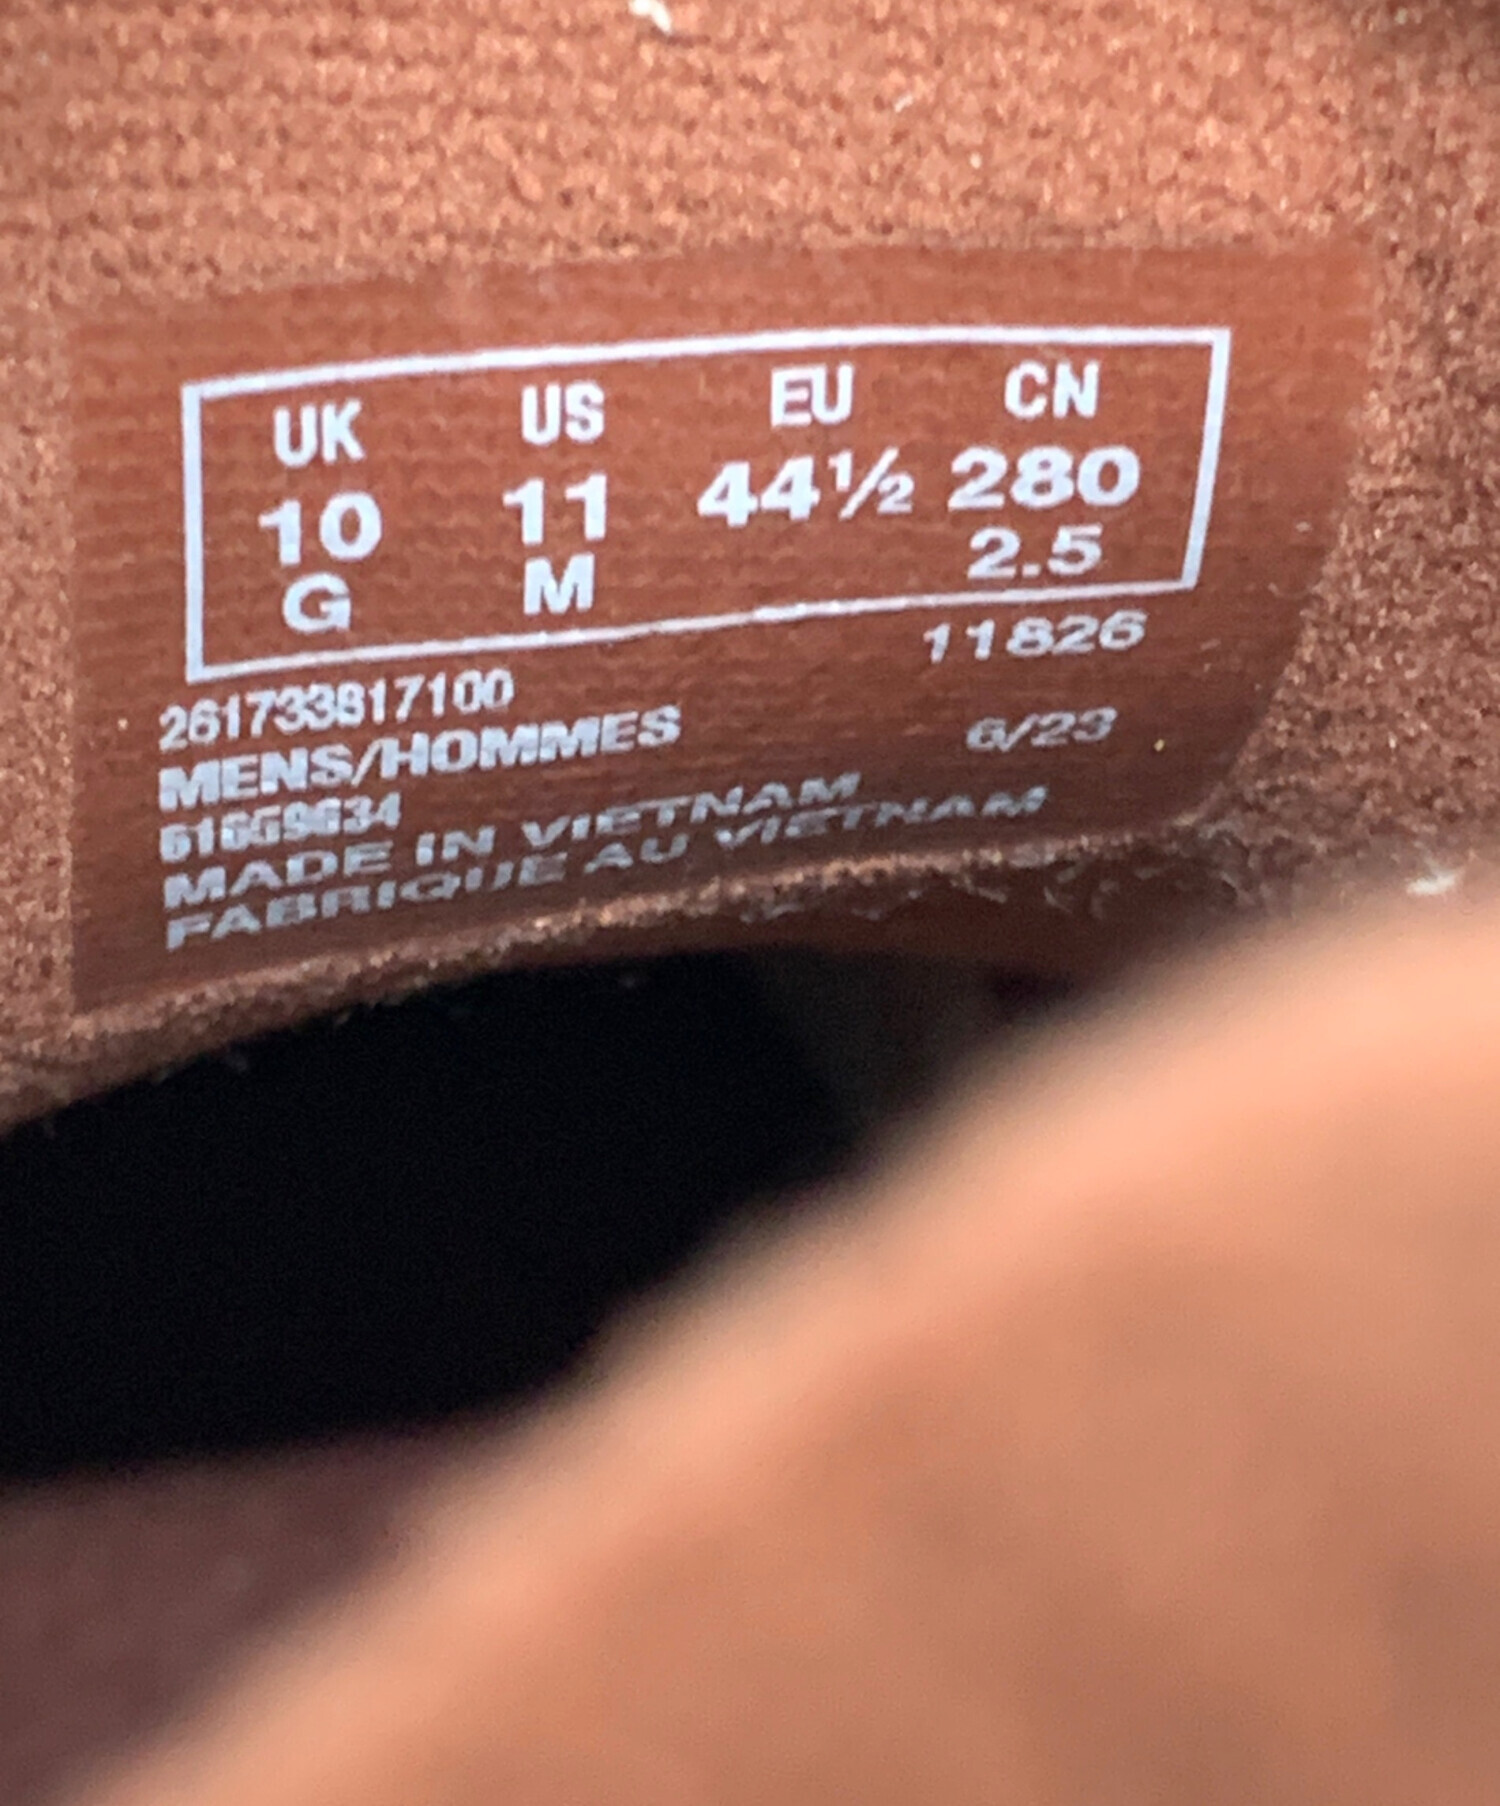 UK US EU CN
10 11 44½ 280
G M 2.5
11826
261733817100
MENS/HOMMES
6/23
MADE IN VIETNAM
FABRIQUE AU VIETNAM